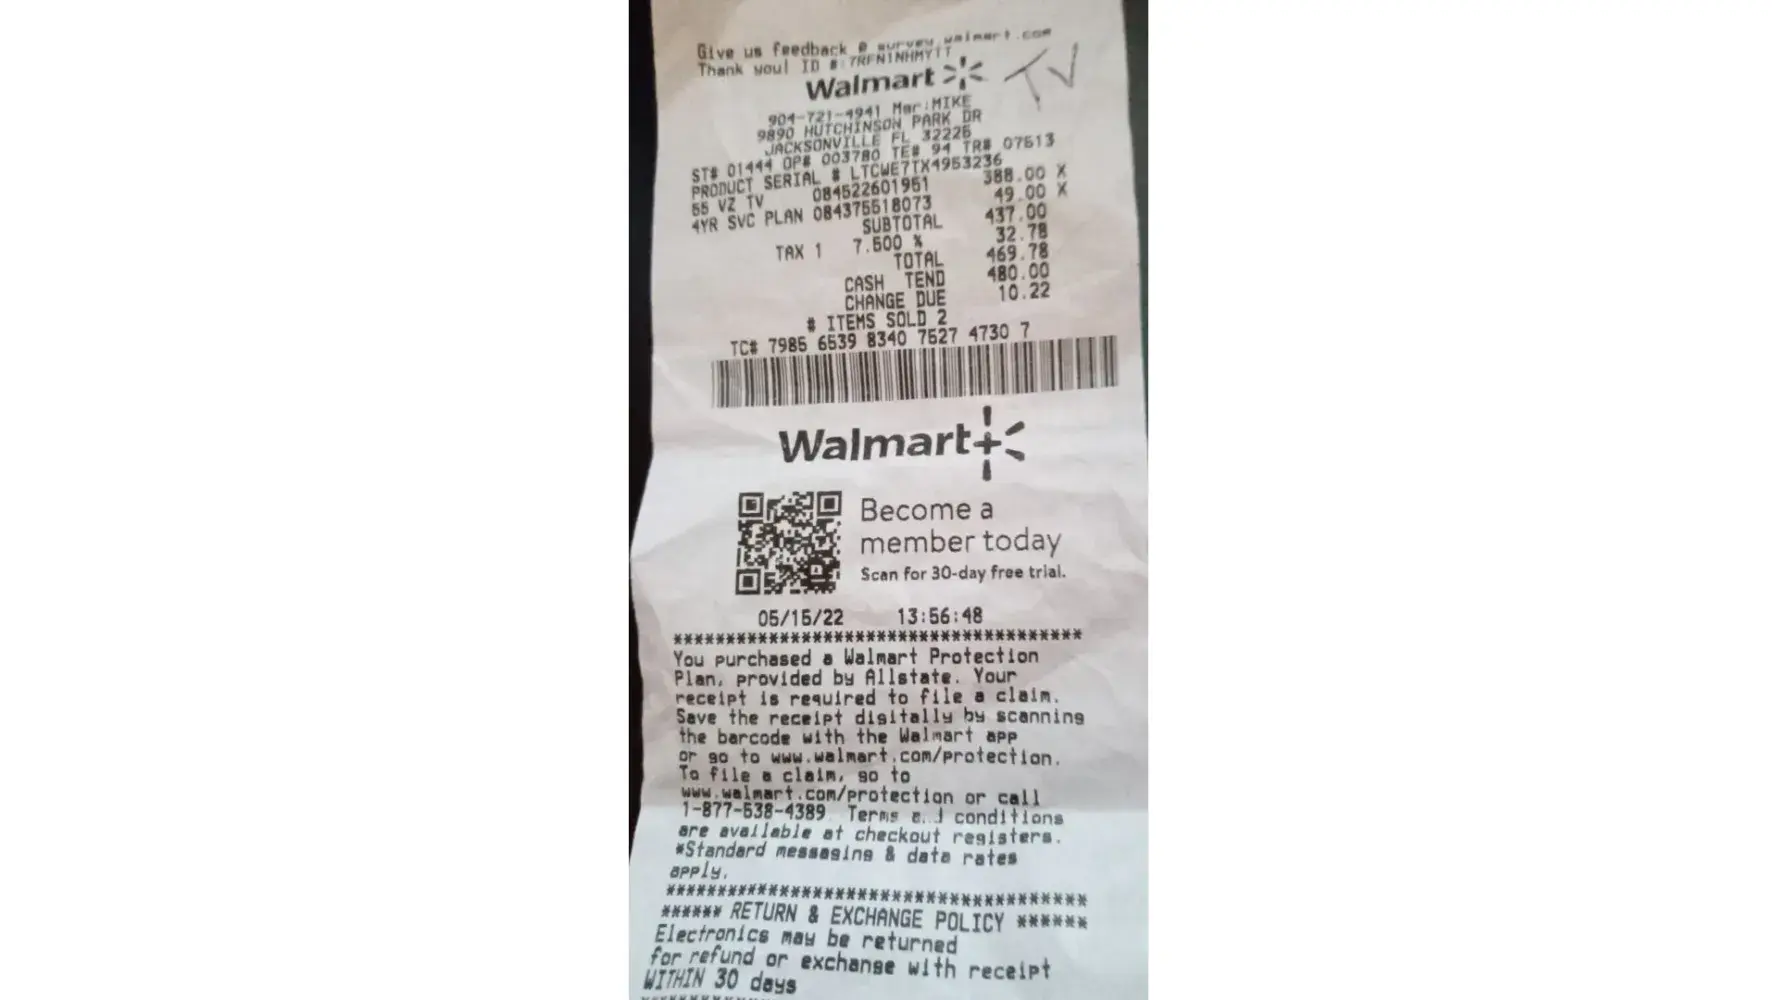 Give us feedback @ survey.walmart.com
Thank you! ID #:7RFN1NHMY1T
Walmart
TV
904-721-4941 Mgr:MIKE
9890 HUTCHINSON PARK DR
JACKSONVILLE FL 32225
ST# 01444 OP# 003780 TE# 94 TR# 07513
PRODUCT SERIAL # LTCWE7TX4953236
55 VZ TV 084522601951 388.00 X
4YR SVC PLAN 084375518073 49.00 X
SUBTOTAL 437.00
TAX 1 7.500 % 32.78
TOTAL 469.78
CASH TEND 480.00
CHANGE DUE 10.22
# ITEMS SOLD 2
TC# 7985 6539 8340 7527 4730 7
Walmart+
Become a
member today
Scan for 30-day free trial.
05/15/22 13:56:48
***************************************
You purchased a Walmart Protection
Plan, provided by Allstate. Your
receipt is required to file a claim.
Save the receipt digitally by scanning
the barcode with the Walmart app
or go to www.walmart.com/protection.
To file a claim, go to
www.walmart.com/protection or call
1-877-538-4389. Terms and conditions
are available at checkout registers.
*Standard messaging & data rates
apply.
***************************************
****** RETURN & EXCHANGE POLICY ******
Electronics may be returned
for refund or exchange with receipt
WITHIN 30 days